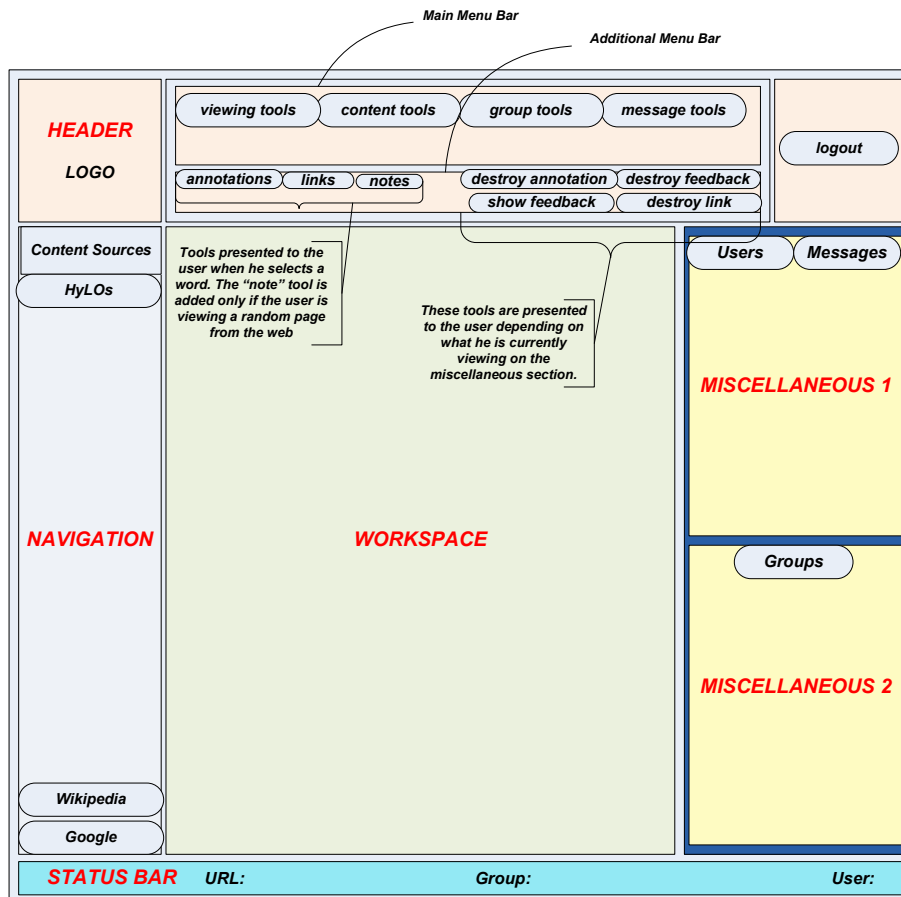 Main Menu Bar
Additional Menu Bar
HEADER
LOGO
viewing tools
content tools
group tools
message tools
logout
annotations
links
notes
destroy annotation
destroy feedback
show feedback
destroy link
Content Sources
HyLOs
Tools presented to the
user when he selects a
word. The “note” tool is
added only if the user is
viewing a random page
from the web
These tools are presented
to the user depending on
what he is currently
viewing on the
miscellaneous section.
Users
Messages
MISCELLANEOUS 1
NAVIGATION
WORKSPACE
Groups
MISCELLANEOUS 2
Wikipedia
Google
STATUS BAR
URL:
Group:
User: